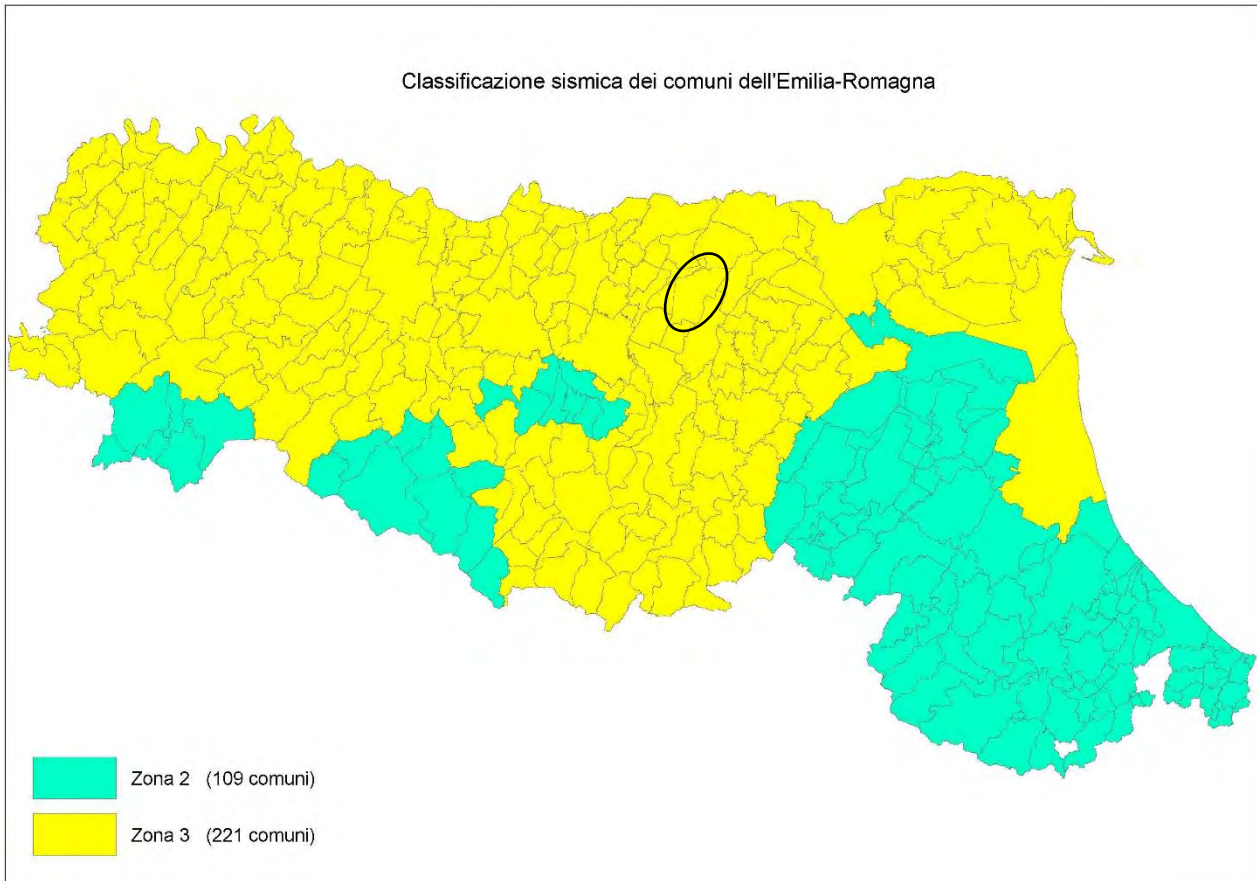 Classificazione sismica dei comuni dell'Emilia-Romagna
Zona 2 (109 comuni)
Zona 3 (221 comuni)